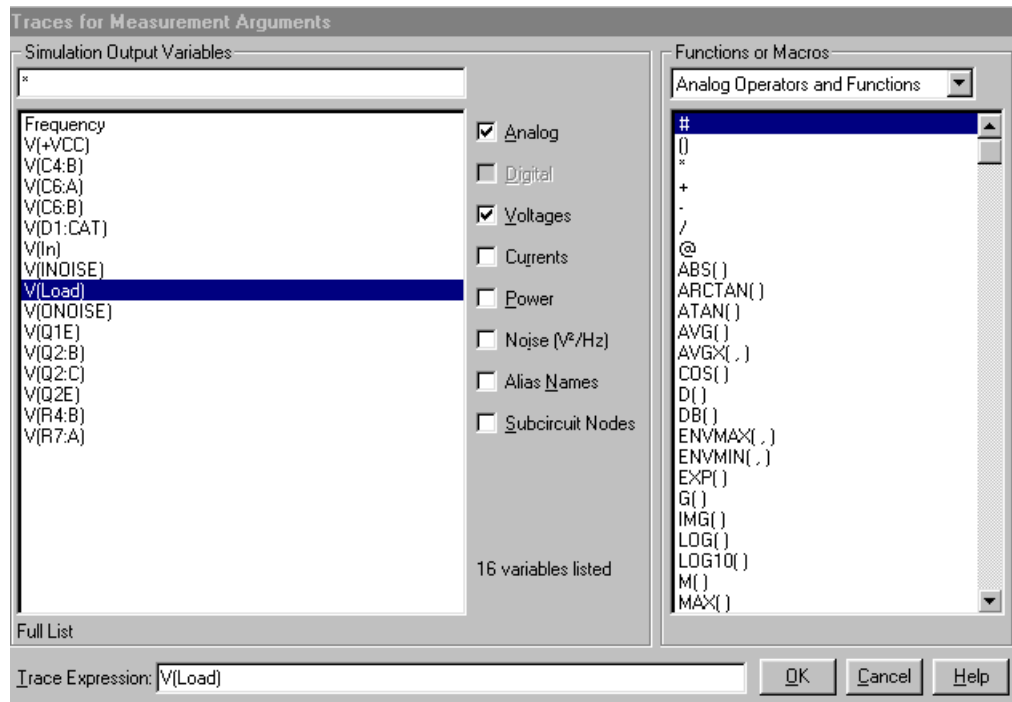 Traces for Measurement Arguments
Simulation Output Variables
*
Frequency
V(+VCC)
V(C4:B)
V(C6:A)
V(C6:B)
V(D1:CAT)
V(In)
V(INOISE)
V(Load)
V(ONOISE)
V(Q1E)
V(Q2:B)
V(Q2:C)
V(Q2E)
V(R4:B)
V(R7:A)
Analog
Digital
Voltages
Currents
Power
Noise (V²/Hz)
Alias Names
Subcircuit Nodes
16 variables listed
Full List
Functions or Macros
Analog Operators and Functions
#
()
*
+
-
/
@
ABS( )
ARCTAN( )
ATAN( )
AVG( )
AVGX( , )
COS( )
D( )
DB( )
ENVMAX( , )
ENVMIN( , )
EXP( )
G( )
IMG( )
LOG( )
LOG10( )
M( )
MAX( )
Trace Expression: V(Load)
OK
Cancel
Help